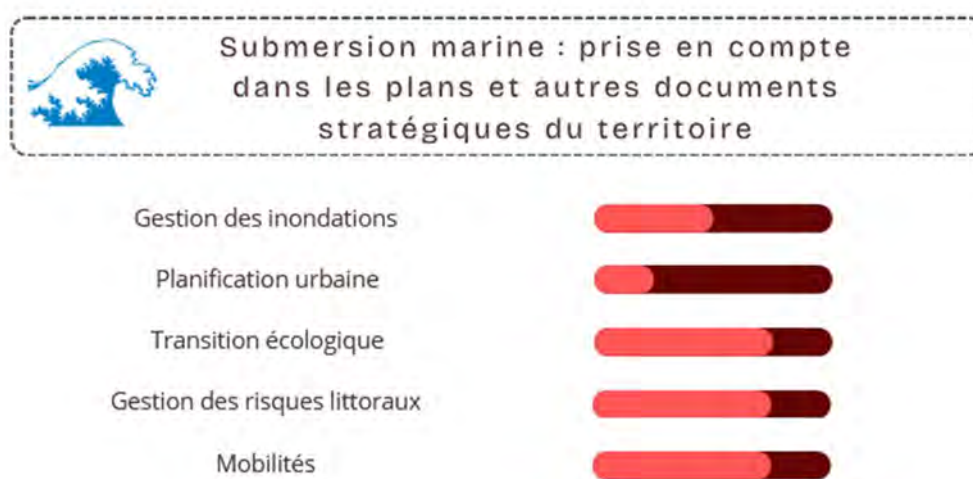 Submersion marine : prise en compte
dans les plans et autres documents
stratégiques du territoire
Gestion des inondations
Planification urbaine
Transition écologique
Gestion des risques littoraux
Mobilités